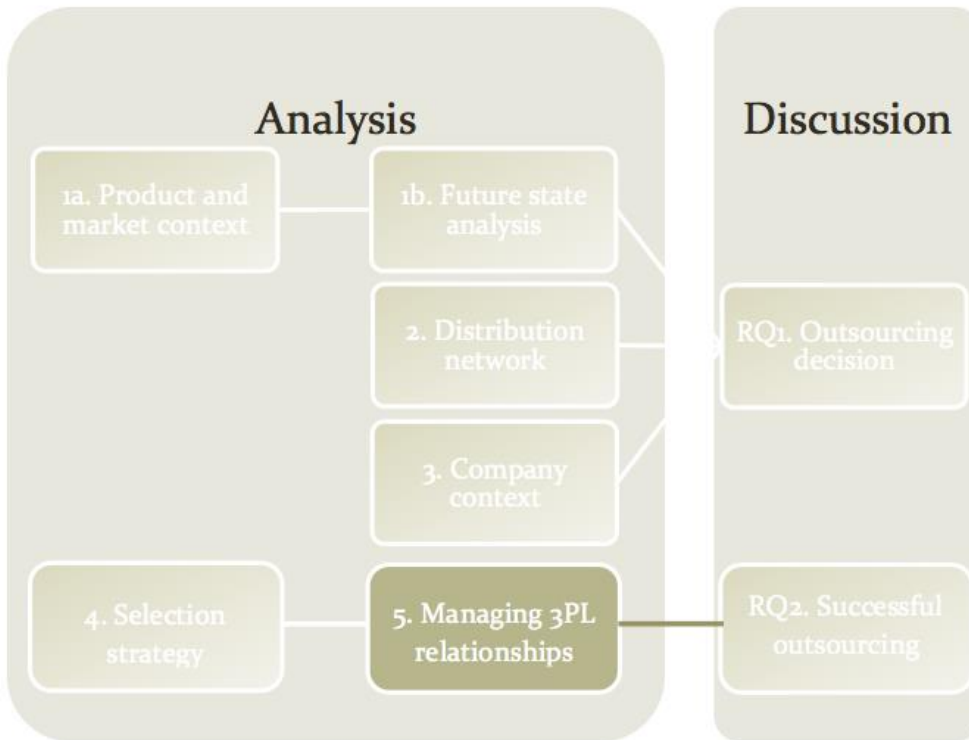 Analysis
Discussion
1a. Product and
market context
1b. Future state
analysis
2. Distribution
network
RQ1. Outsourcing
decision
3. Company
context
4. Selection
strategy
5. Managing 3PL
relationships
RQ2. Successful
outsourcing